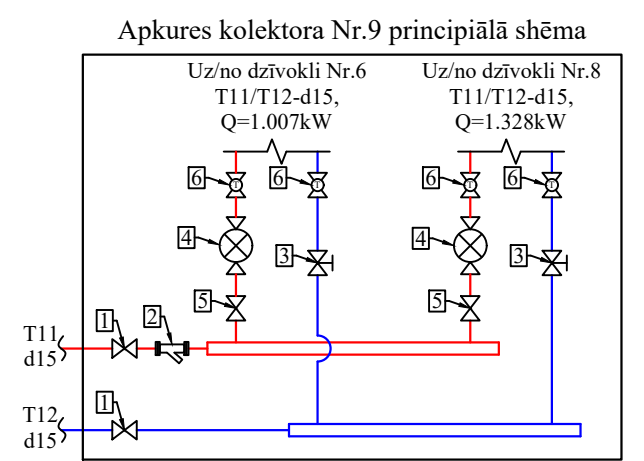 Apkures kolektora Nr.9 principiālā shēma
Uz/no dzīvokli Nr.6
T11/T12-d15,
Q=1.007kW
Uz/no dzīvokli Nr.8
T11/T12-d15,
Q=1.328kW
6
T
6
T
6
T
6
T
4
3
4
3
5
5
T11
d15
1
2
T12
d15
1